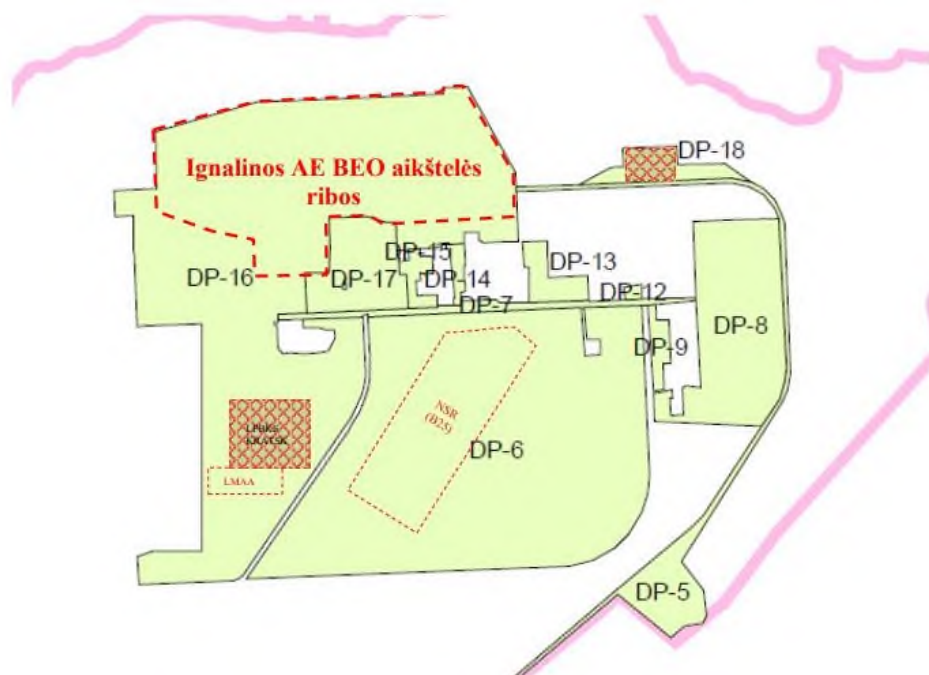 DP-18
Ignalinos AE BEO aikštelės
ribos
DP-15
DP-13
DP-16
DP-17
DP-14
DP-12
DP-7
DP-8
DP-9
NSR
(B25)
DP-6
KRATSK
LMAA
DP-5